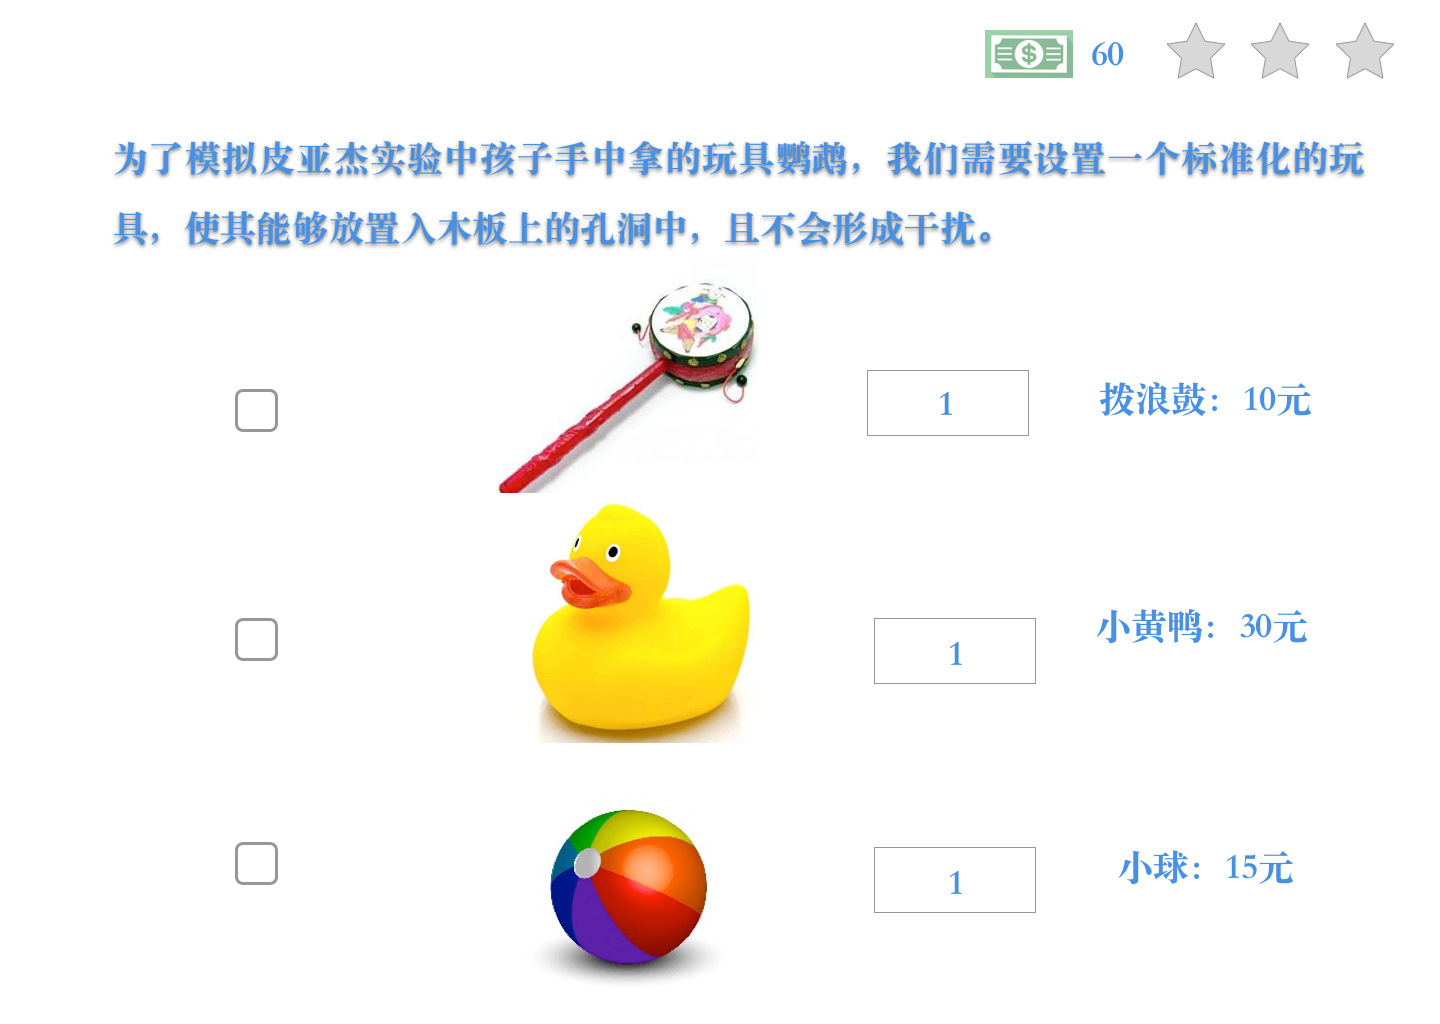 60
为了模拟皮亚杰实验中孩子手中拿的玩具鹦鹉，我们需要设置一个标准化的玩
具，使其能够放置入木板上的孔洞中，且不会形成干扰。
1
拨浪鼓：10元
1
小黄鸭：30元
1
小球：15元